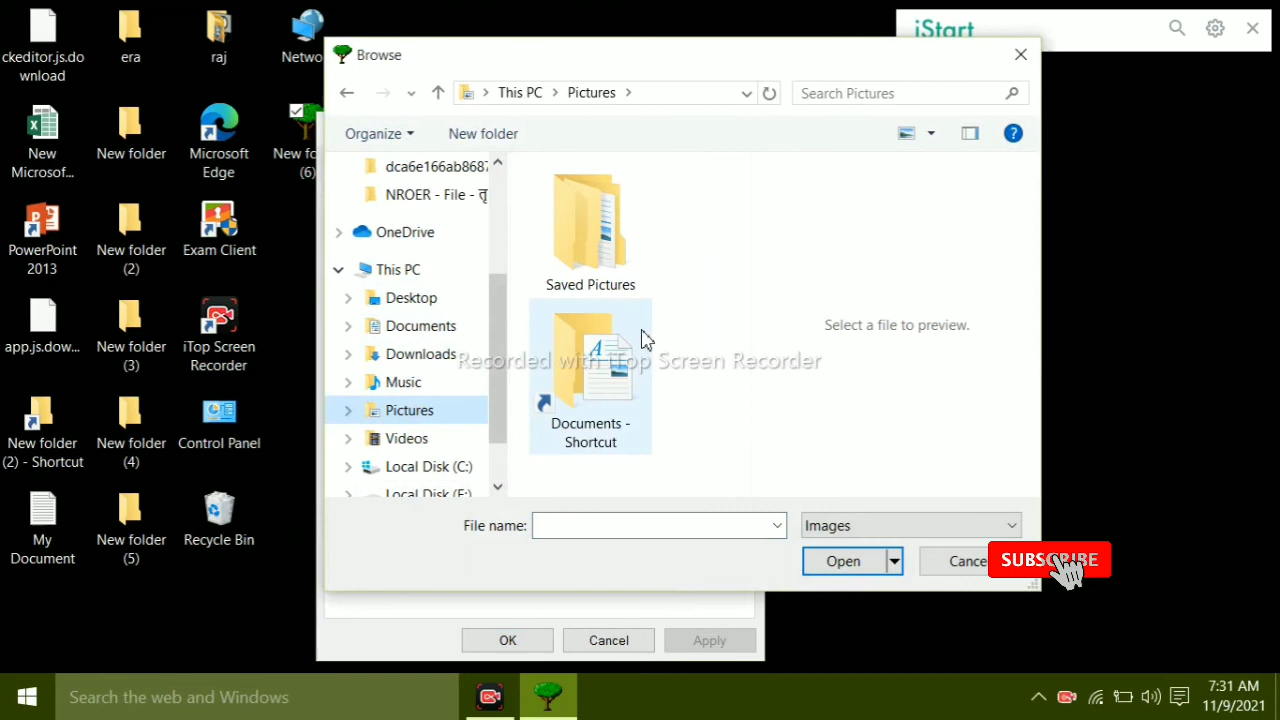 ckeditor.js.do
wnload
era
raj
Netwo
iStart
Browse
This PC
Pictures
Search Pictures
Organize
New folder
New
Microsof...
New folder
Microsoft
Edge
New fo
(6)
dca6e166ab8687
NROER - File -
OneDrive
This PC
Desktop
Documents
Downloads
Music
Pictures
Videos
Local Disk (C:)
Local Disk (E:)
Saved Pictures
Documents -
Shortcut
Select a file to preview.
Recorded with iTop Screen Recorder
PowerPoint
2013
New folder
(2)
Exam Client
app.js.dow...
New folder
(3)
iTop Screen
Recorder
New folder
(2) - Shortcut
New folder
(4)
Control Panel
My
Document
New folder
(5)
Recycle Bin
File name:
Images
Open
Cance
SUBSCRIBE
OK
Cancel
Apply
Search the web and Windows
7:31 AM
11/9/2021